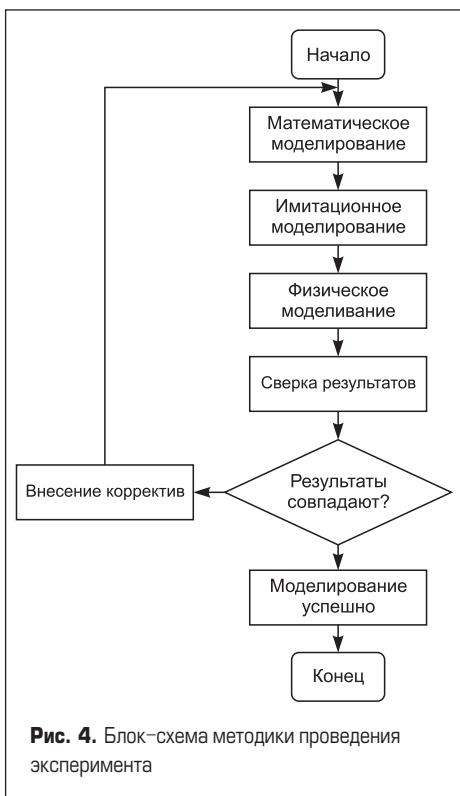 Начало
Математическое
моделирование
Имитационное
моделирование
Физическое
моделивание
Сверка результатов
Результаты
совпадают?
Внесение корректив
Моделирование
успешно
Конец
Рис. 4. Блок-схема методики проведения
эксперимента